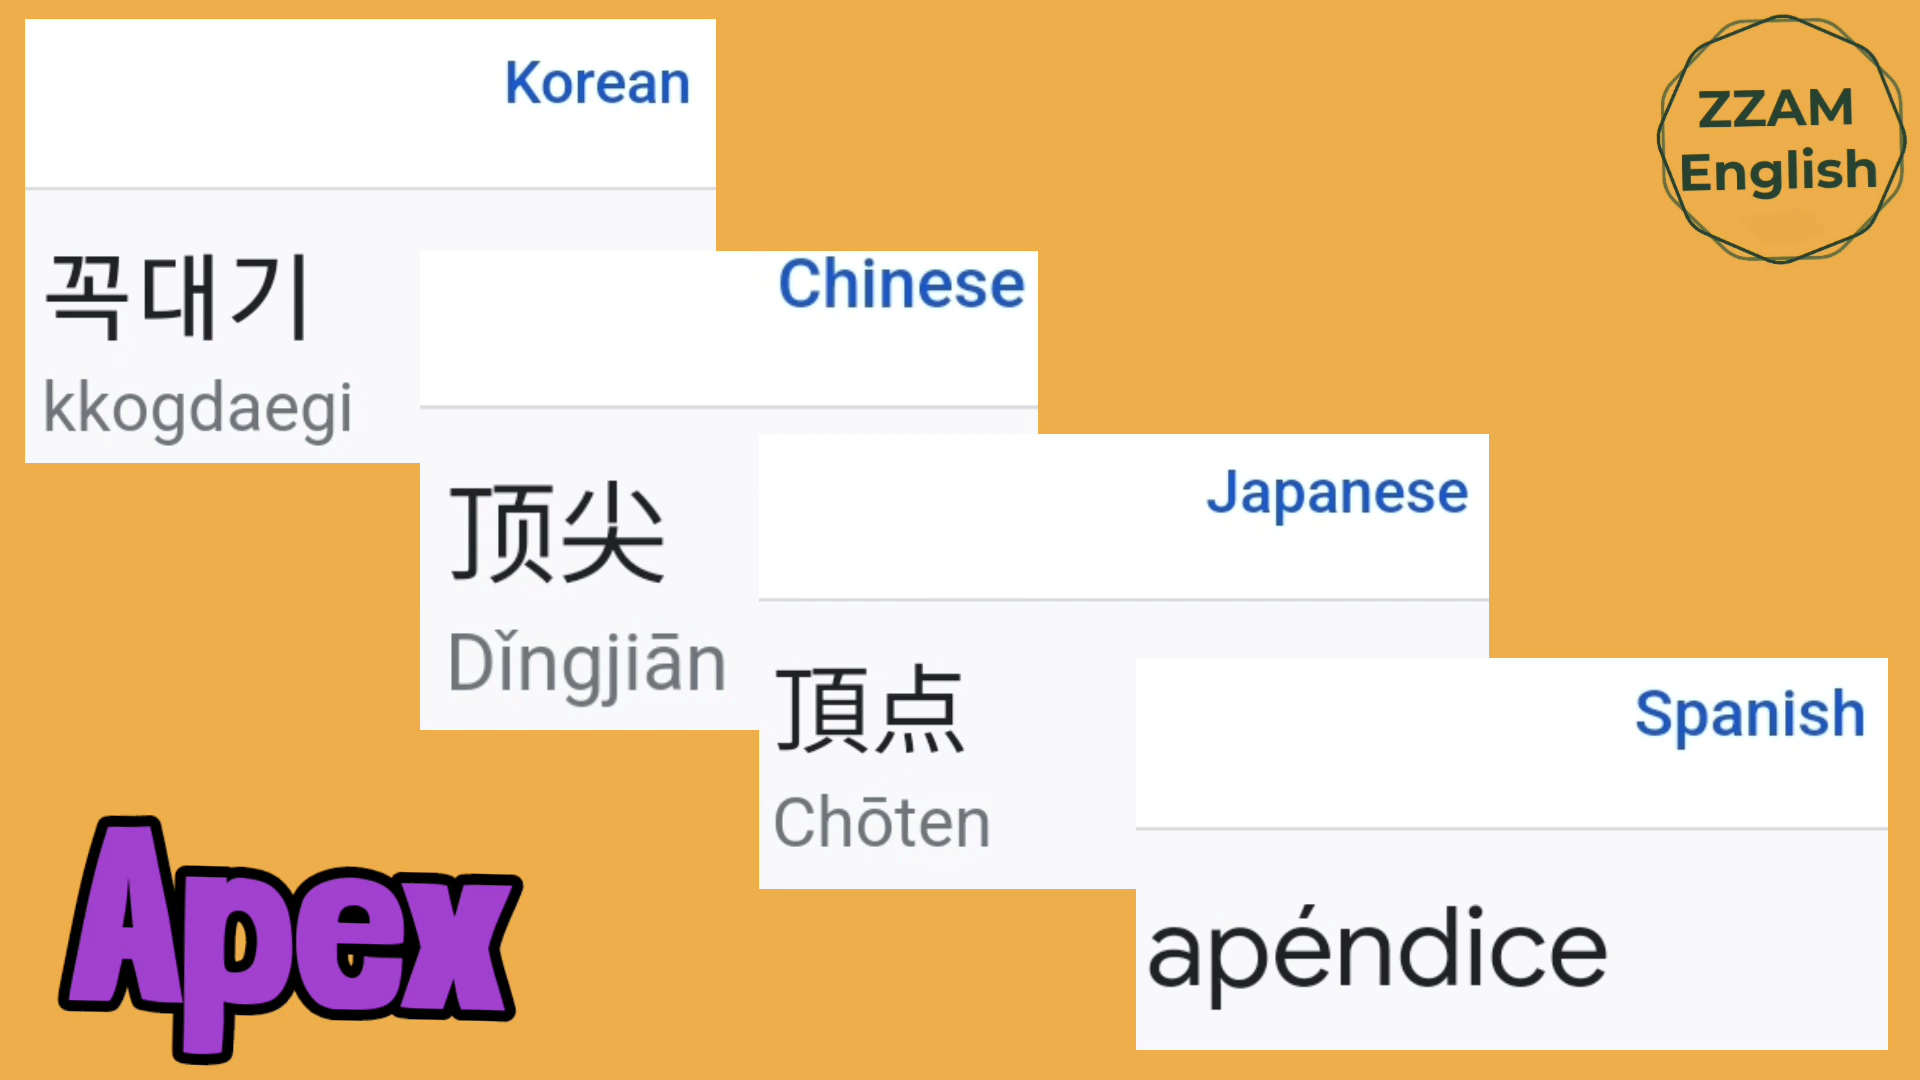 Korean
꼭대기
kkogdaegi
Chinese
顶尖
Dǐngjiān
Japanese
頂点
Chōten
Spanish
apéndice
Apex
ZZAM
English